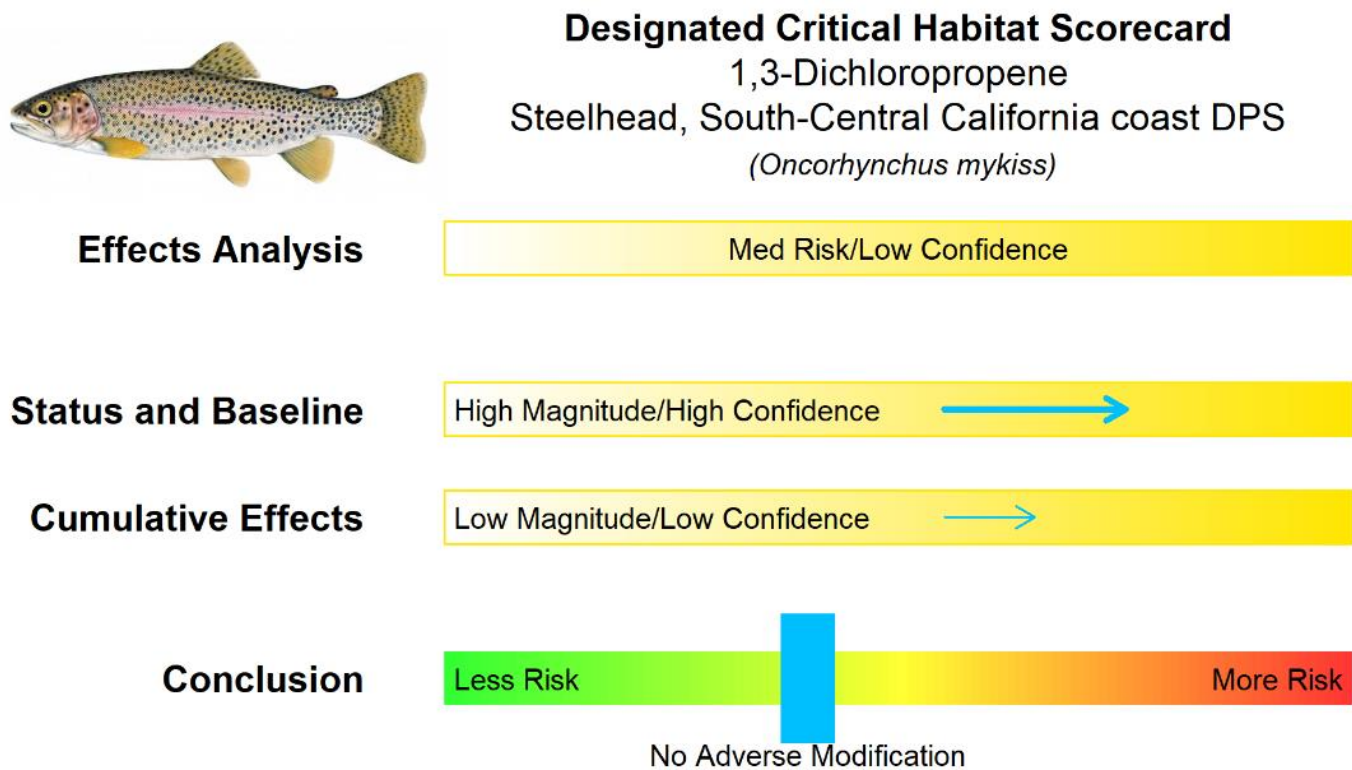 Designated Critical Habitat Scorecard
1,3-Dichloropropene
Steelhead, South-Central California coast DPS
(Oncorhynchus mykiss)
Effects Analysis
Med Risk/Low Confidence
Status and Baseline
High Magnitude/High Confidence
Cumulative Effects
Low Magnitude/Low Confidence
Conclusion
Less Risk
More Risk
No Adverse Modification